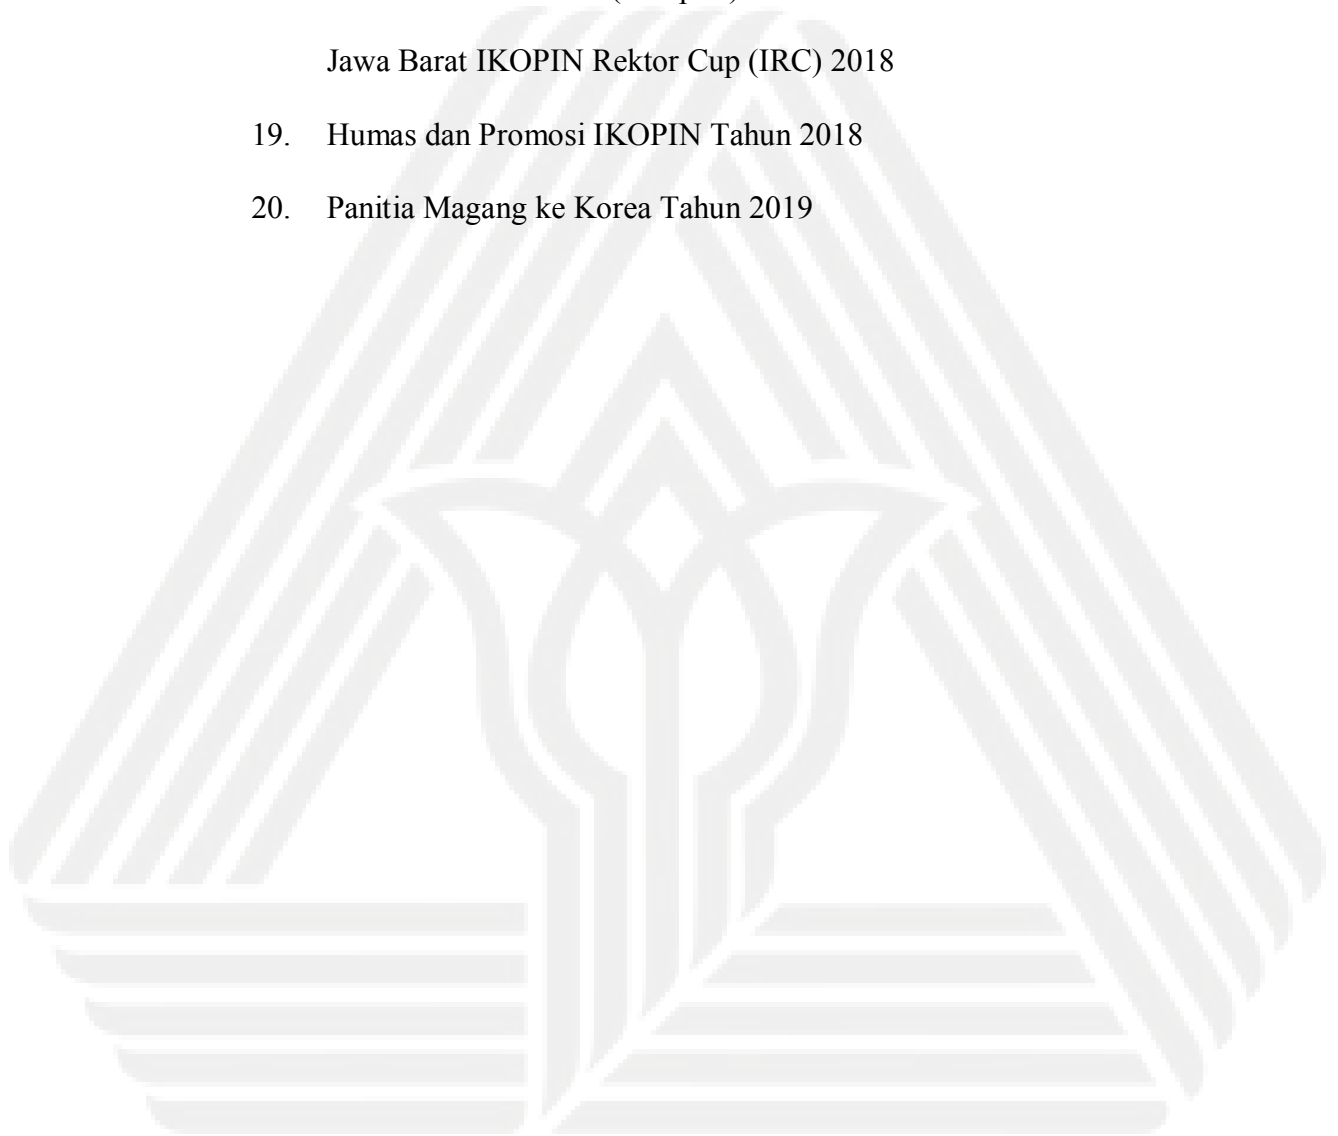 Jawa Barat IKOPIN Rektor Cup (IRC) 2018
19. Humas dan Promosi IKOPIN Tahun 2018
20. Panitia Magang ke Korea Tahun 2019